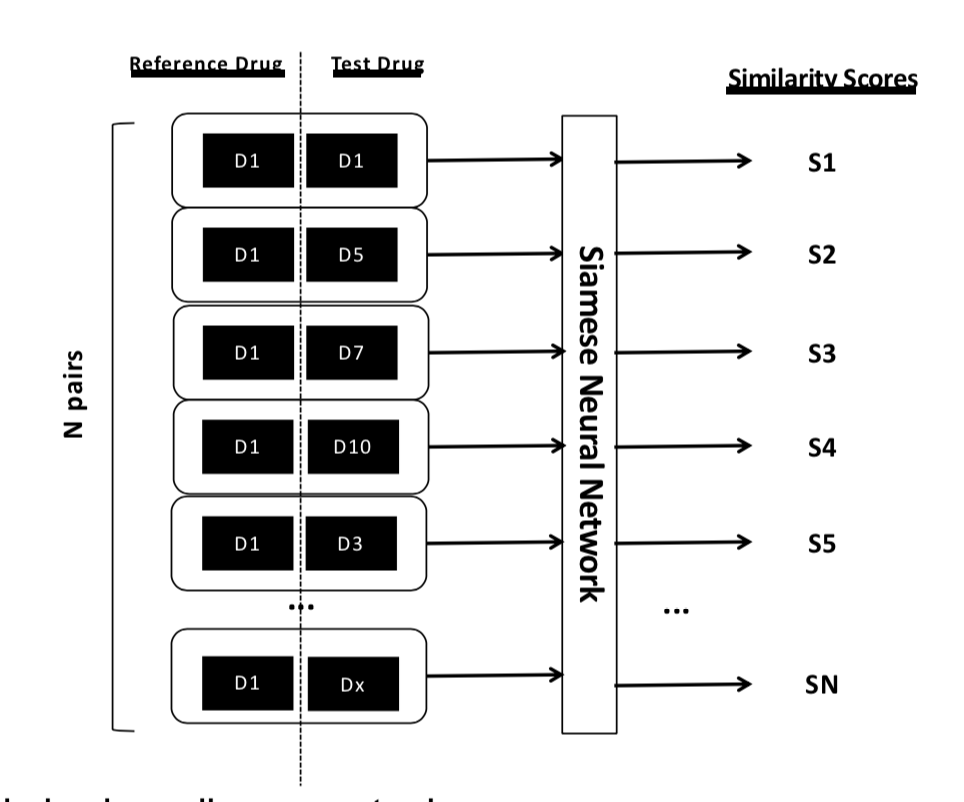 Reference Drug
Test Drug
Similarity Scores
D1 D1
S1
D1 D5
S2
D1 D7
S3
N pairs
Siamese Neural Network
D1 D10
S4
D1 D3
S5
...
...
D1 Dx
SN